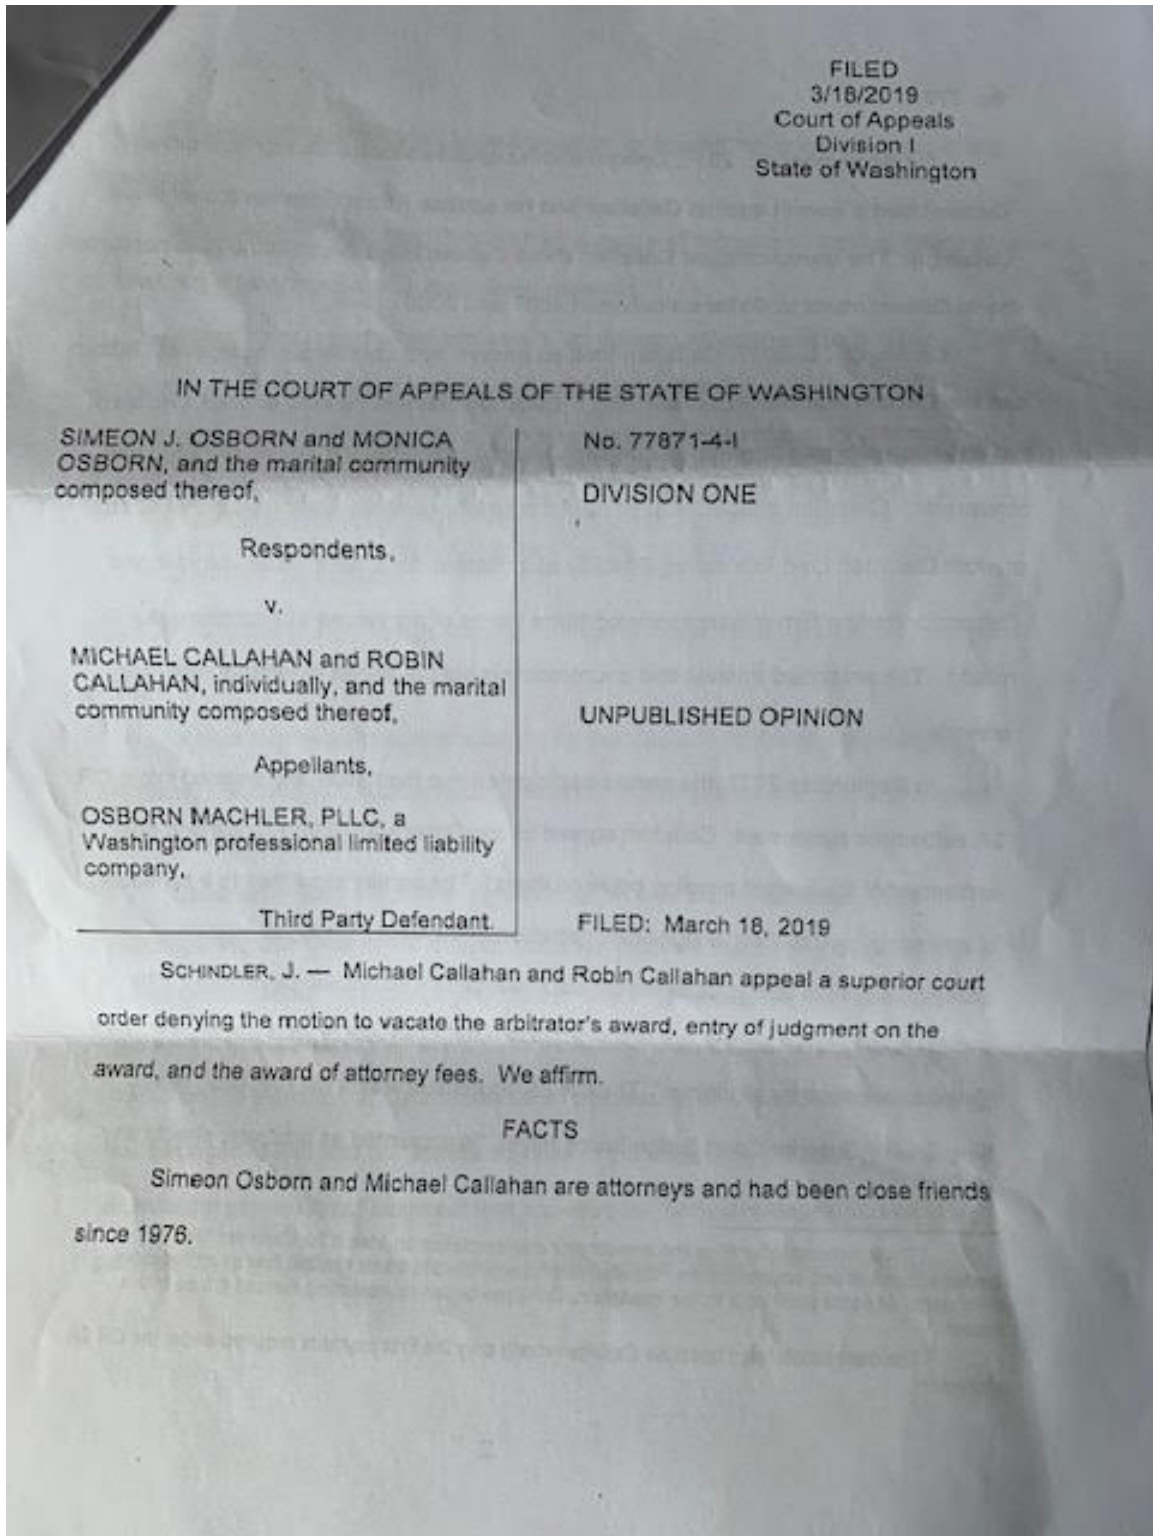 FILED
3/18/2019
Court of Appeals
Division I
State of Washington
IN THE COURT OF APPEALS OF THE STATE OF WASHINGTON
SIMEON J. OSBORN and MONICA
OSBORN, and the marital community
composed thereof,
Respondents,
v.
MICHAEL CALLAHAN and ROBIN
CALLAHAN, individually, and the marital
community composed thereof,
Appellants,
OSBORN MACHLER, PLLC, a
Washington professional limited liability
company,
Third Party Defendant.
No. 77871-4-I
DIVISION ONE
UNPUBLISHED OPINION
FILED: March 18, 2019
SCHINDLER, J. — Michael Callahan and Robin Callahan appeal a superior court
order denying the motion to vacate the arbitrator's award, entry of judgment on the
award, and the award of attorney fees. We affirm.
FACTS
Simeon Osborn and Michael Callahan are attorneys and had been close friends
since 1976.